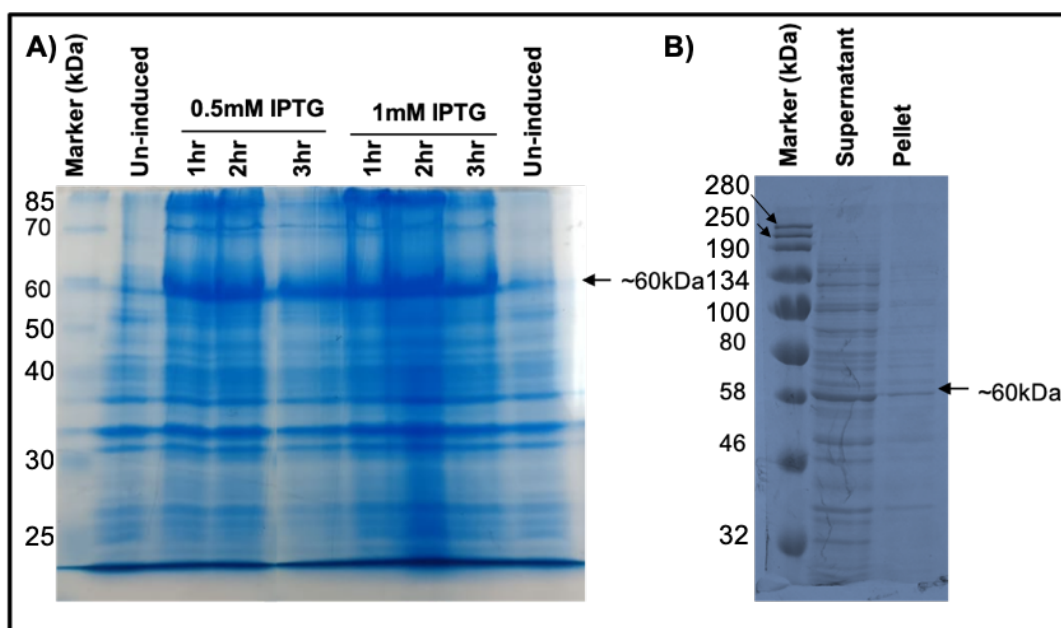 A)
Marker (kDa)
Un-induced
0.5mM IPTG
1hr
2hr
3hr
1mM IPTG
1hr
2hr
3hr
Un-induced
85
70
60
50
40
30
25
~60kDa
B)
Marker (kDa)
Supernatant
Pellet
280
250
190
134
100
80
58
46
32
~60kDa